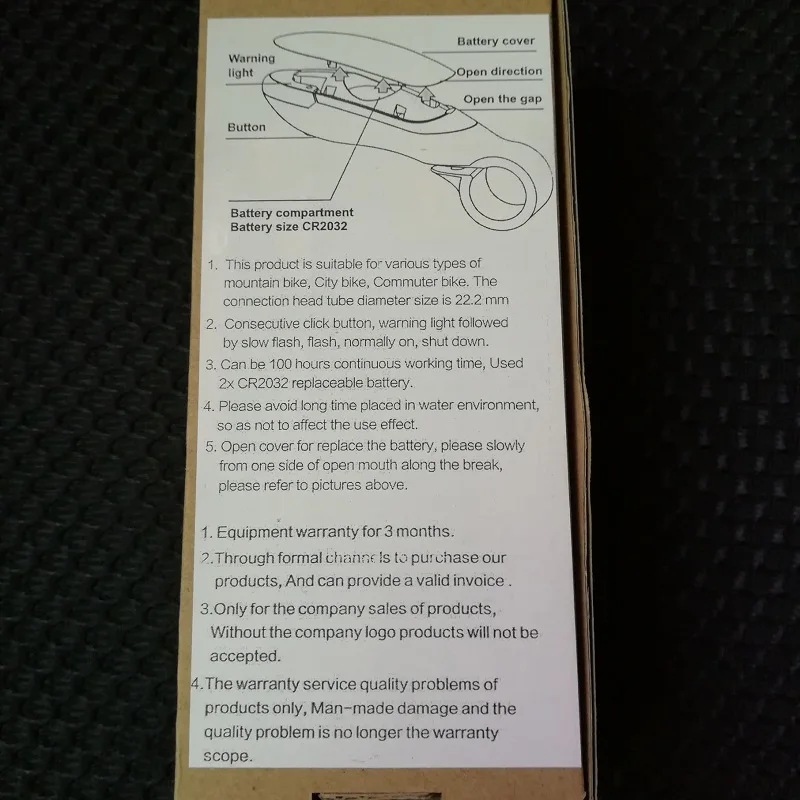 Battery cover
Warning
light
Open direction
Open the gap
Button
Battery compartment
Battery size CR2032
1. This product is suitable for various types of
mountain bike, City bike, Commuter bike. The
connection head tube diameter size is 22.2 mm
2. Consecutive click button, warning light followed
by slow flash, flash, normally on, shut down.
3. Can be 100 hours continuous working time, Used
2x CR2032 replaceable battery.
4. Please avoid long time placed in water environment,
so as not to affect the use effect.
5. Open cover for replace the battery, please slowly
from one side of open mouth along the break,
please refer to pictures above.
1. Equipment warranty for 3 months.
2.Through formal channels to purchase our
products, And can provide a valid invoice .
3.Only for the company sales of products,
Without the company logo products will not be
accepted.
4.The warranty service quality problems of
products only, Man-made damage and the
quality problem is no longer the warranty
scope.